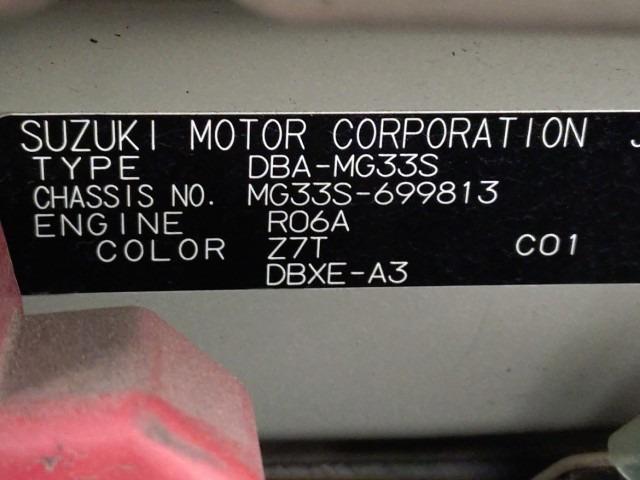 SUZUKI MOTOR CORPORATION J
TYPE DBA-MG33S
CHASSIS NO. MG33S-699813
ENGINE R06A
COLOR Z7T C01
DBXE-A3